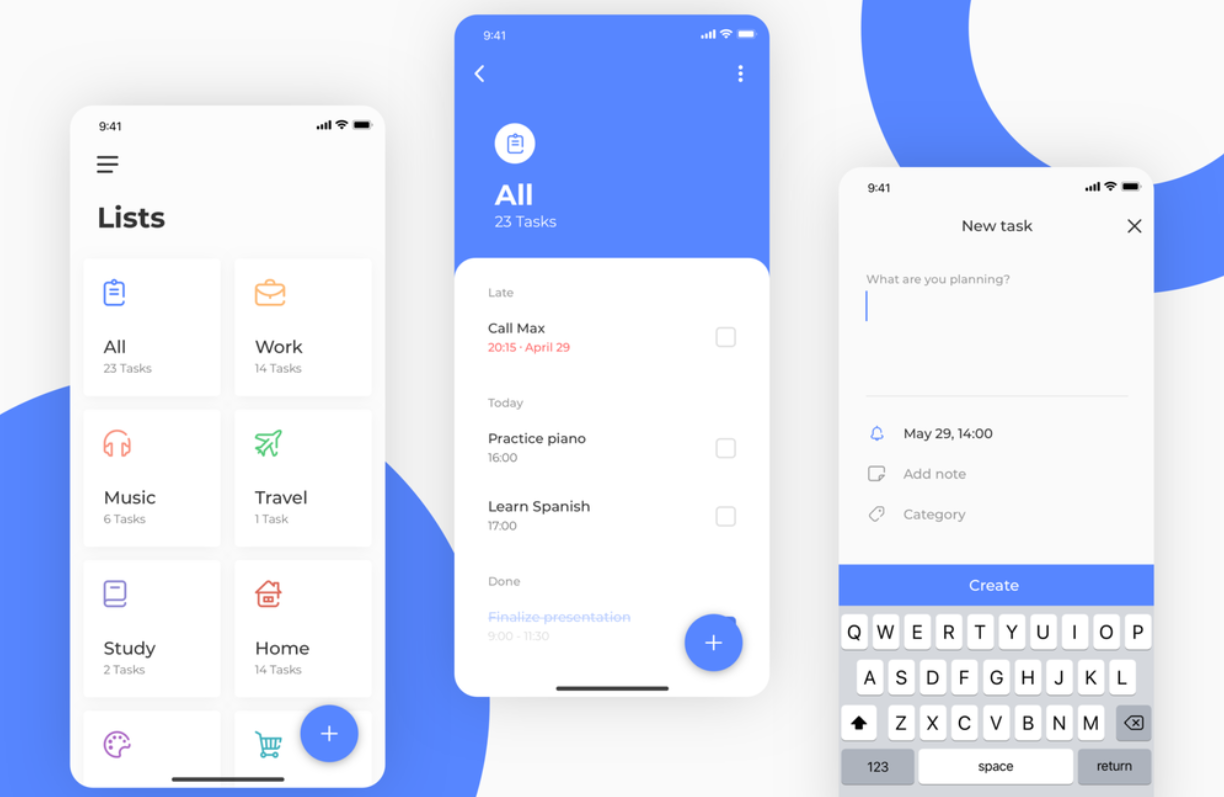 9:41
Lists
All
23 Tasks
Work
14 Tasks
Music
6 Tasks
Travel
1 Task
Study
2 Tasks
Home
14 Tasks
9:41
All
23 Tasks
Late
Call Max
20:15 · April 29
Today
Practice piano
16:00
Learn Spanish
17:00
Done
Finalize presentation
9:00 - 11:30
9:41
New task
What are you planning?
May 29, 14:00
Add note
Category
Create
Q W E R T Y U I O P
A S D F G H J K L
Z X C V B N M
123 space return